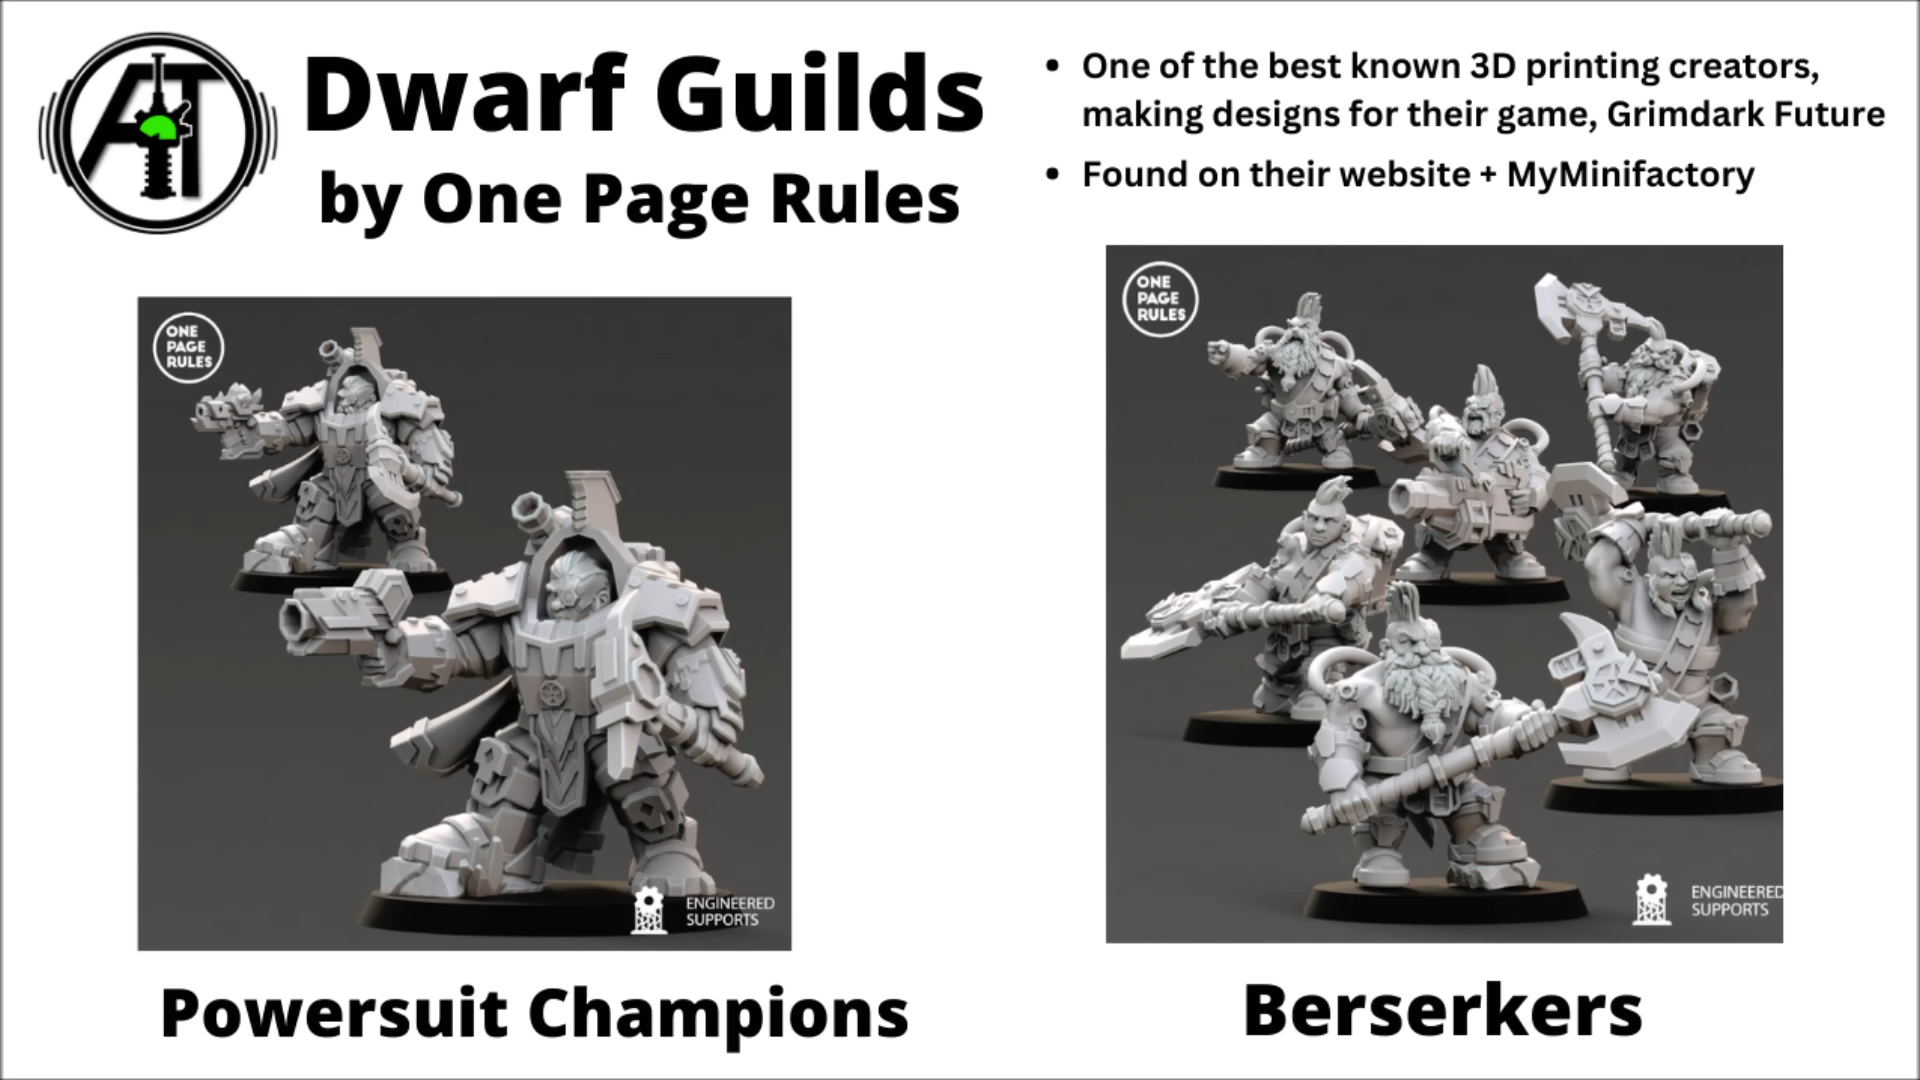 AT
Dwarf Guilds
by One Page Rules
• One of the best known 3D printing creators,
making designs for their game, Grimdark Future
• Found on their website + MyMinifactory
ONE
PAGE
RULES
ENGINEERED
SUPPORTS
Powersuit Champions
ONE
PAGE
RULES
ENGINEERED
SUPPORTS
Berserkers